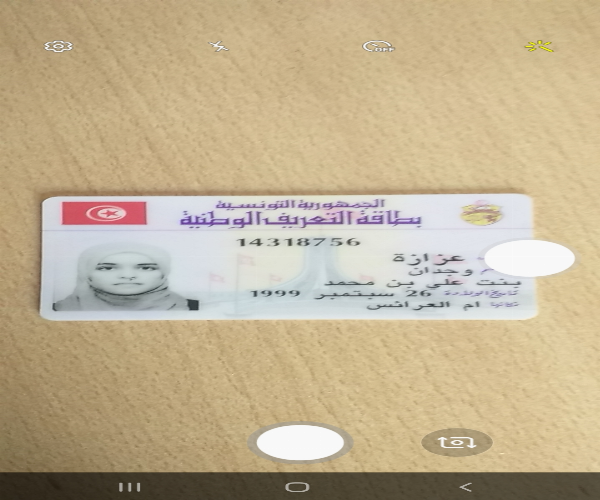 الجمهورية التونسية
بطاقة التعريف الوطنية
14318756
عزازة
وجدان
بنت علي بن محمد
تاريخ الولادة 26 سبتمبر 1999
مكانها ام العرائس
OFF